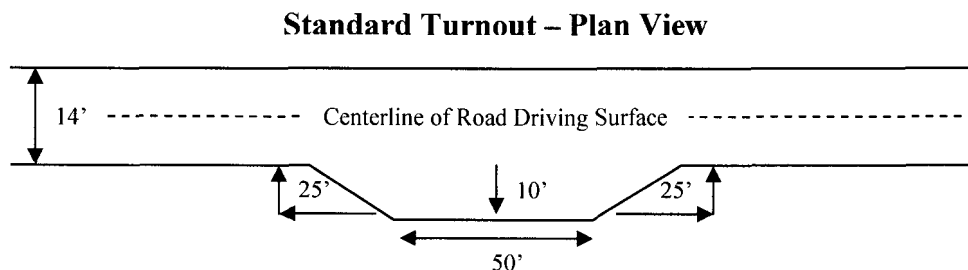 Standard Turnout – Plan View
14’
Centerline of Road Driving Surface
25’
10’
25’
50’